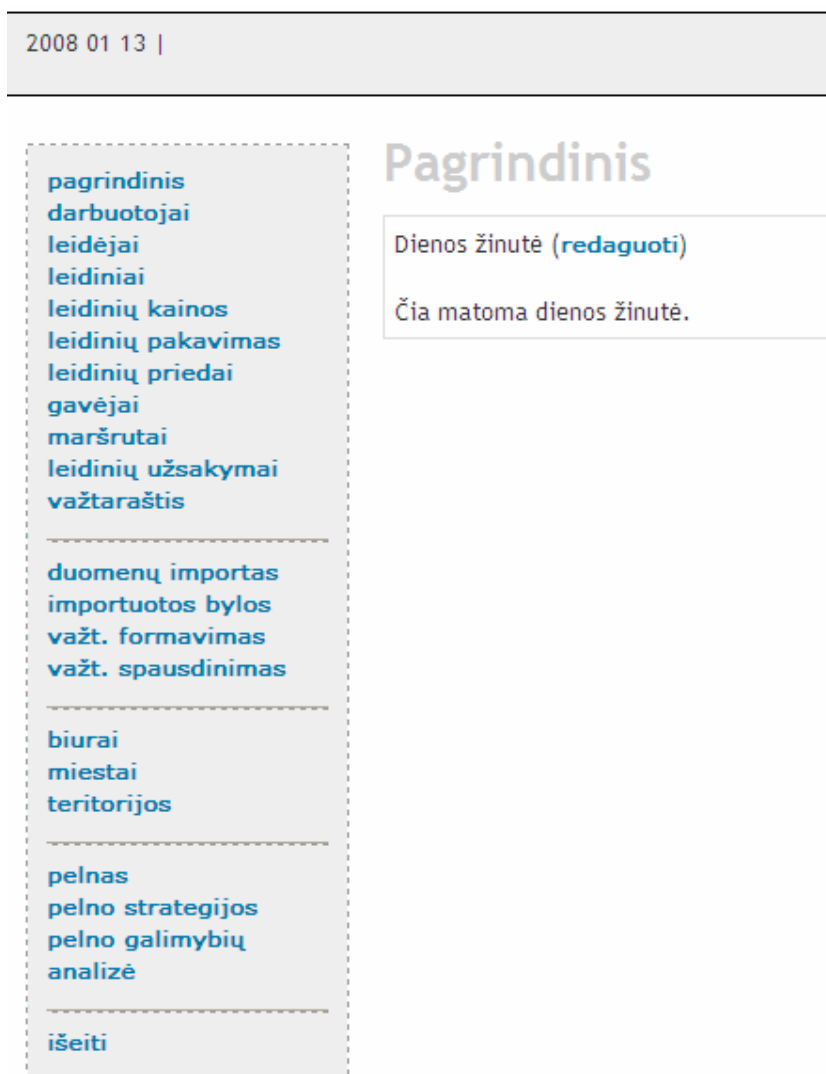 2008 01 13 |
pagrindinis
darbuotojai
leidėjai
leidiniai
leidinių kainos
leidinių pakavimas
leidinių priedai
gavėjai
maršrutai
leidinių užsakymai
važtaraštis
duomenų importas
importuotos bylos
važt. formavimas
važt. spausdinimas
biurai
miestai
teritorijos
pelnas
pelno strategijos
pelno galimybių
analizė
išeiti
Pagrindinis
Dienos žinutė (redaguoti)
Čia matoma dienos žinutė.